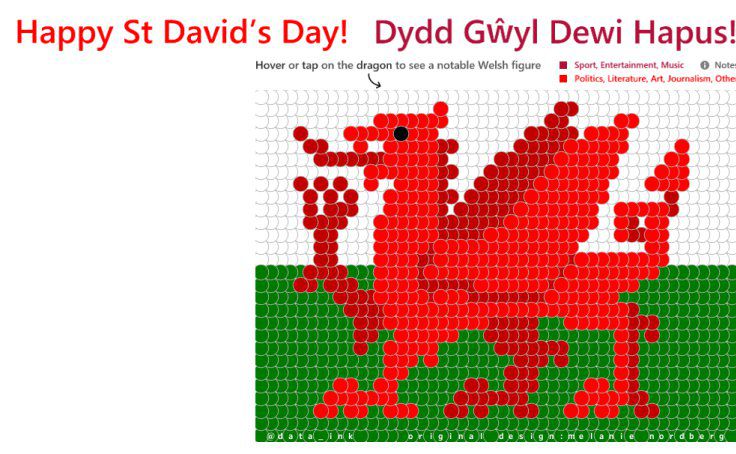 Happy St David's Day! Dydd Gŵyl Dewi Hapus!
Hover or tap on the dragon to see a notable Welsh figure
Sport, Entertainment, Music Notes
Politics, Literature, Art, Journalism, Othe
@data_ink original design:melanie nordberg